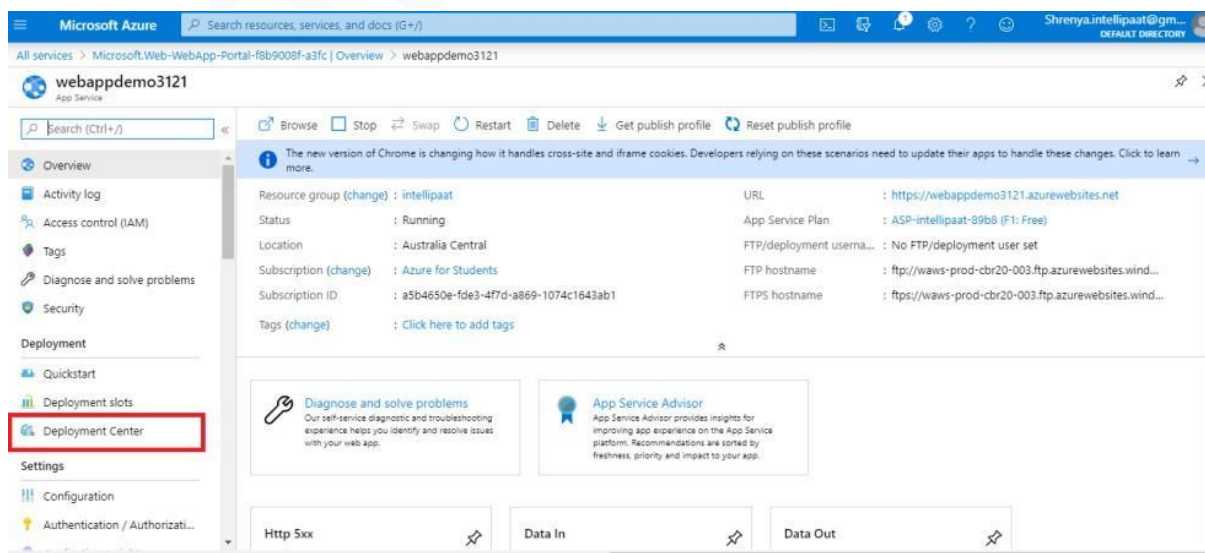 Microsoft Azure
Search resources, services, and docs (G+/)
Shrenya.intellipaat@gm...
DEFAULT DIRECTORY
All services > Microsoft.Web-WebApp-Portal-f8b9008f-a3fc | Overview > webappdemo3121
webappdemo3121
App Service
Search (Ctrl+/)
«
Browse Stop Swap Restart Delete Get publish profile Reset publish profile
The new version of Chrome is changing how it handles cross-site and iframe cookies. Developers relying on these scenarios need to update their apps to handle these changes. Click to learn
more.
Overview
Activity log
Access control (IAM)
Tags
Diagnose and solve problems
Security
Deployment
Quickstart
Deployment slots
Deployment Center
Settings
Configuration
Authentication / Authorizati...
Resource group (change) : intellipaat
Status : Running
Location : Australia Central
Subscription (change) : Azure for Students
Subscription ID : a5b4650e-fde3-4f7d-a869-1074c1643ab1
Tags (change) : Click here to add tags
URL : https://webappdemo3121.azurewebsites.net
App Service Plan : ASP-intellipaat-89b8 (F1: Free)
FTP/deployment userna... : No FTP/deployment user set
FTP hostname : ftp://waws-prod-cbr20-003.ftp.azurewebsites.wind...
FTPS hostname : ftps://waws-prod-cbr20-003.ftp.azurewebsites.wind...
Diagnose and solve problems
Our self-service diagnostic and troubleshooting
experience helps you identify and resolve issues
with your web app.
App Service Advisor
App Service Advisor provides insights for
improving app experience on the App Service
platform. Recommendations are sorted by
freshness, priority and impact to your app.
Http 5xx
Data In
Data Out